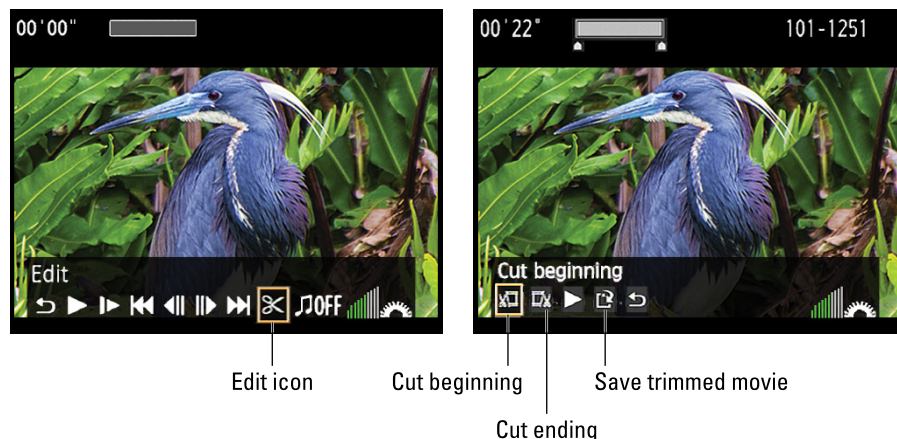 00'00"
Edit
OFF
00'22"
101-1251
Cut beginning
Edit icon
Cut beginning
Save trimmed movie
Cut ending